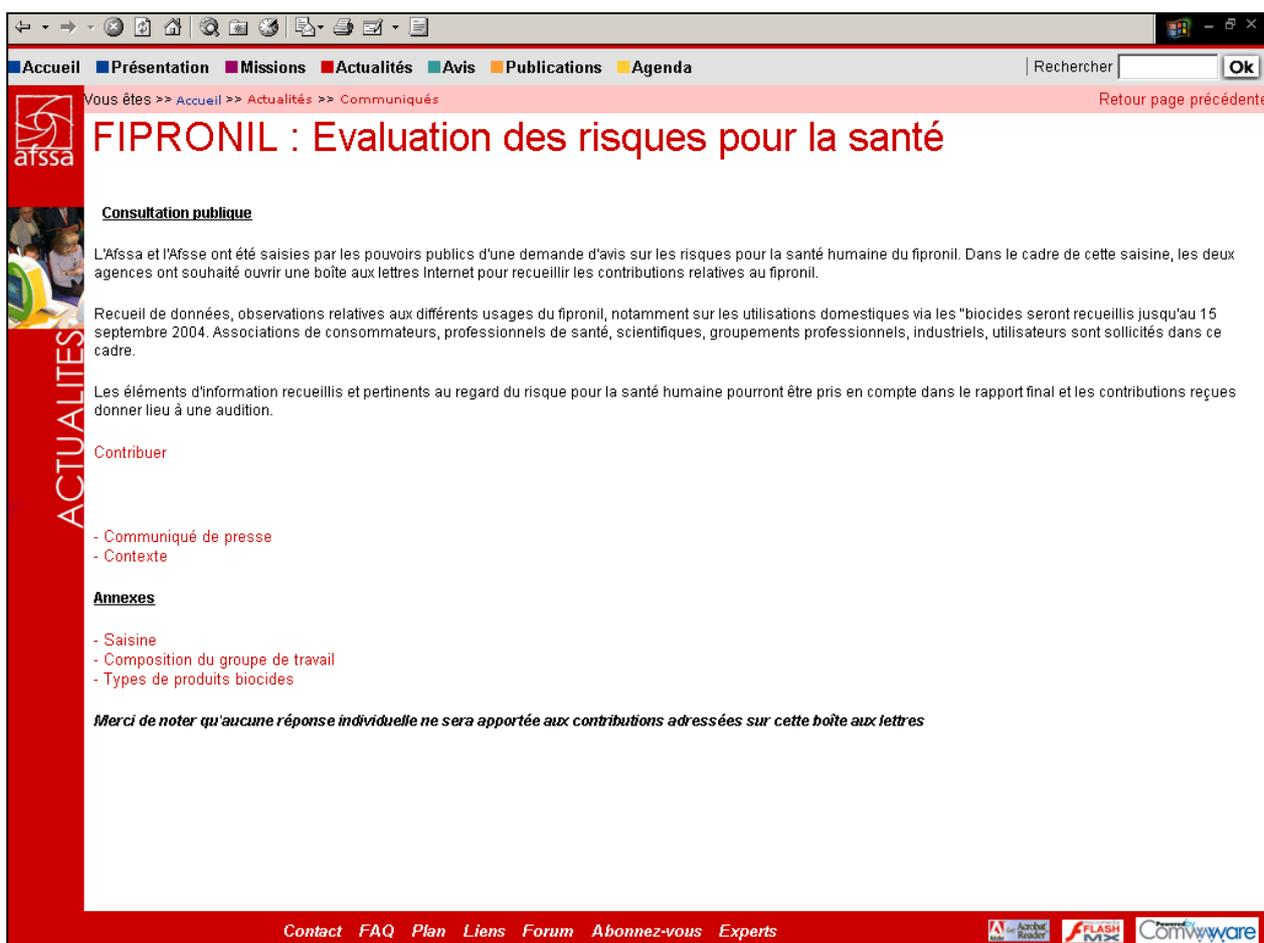 Accueil Présentation Missions Actualités Avis Publications Agenda Rechercher Ok
Vous êtes >> Accueil >> Actualités >> Communiqués Retour page précédente
afssa
FIPRONIL : Evaluation des risques pour la santé
Consultation publique
L'Afssa et l'Afsse ont été saisies par les pouvoirs publics d'une demande d'avis sur les risques pour la santé humaine du fipronil. Dans le cadre de cette saisine, les deux
agences ont souhaité ouvrir une boîte aux lettres Internet pour recueillir les contributions relatives au fipronil.
Recueil de données, observations relatives aux différents usages du fipronil, notamment sur les utilisations domestiques via les "biocides seront recueillis jusqu'au 15
septembre 2004. Associations de consommateurs, professionnels de santé, scientifiques, groupements professionnels, industriels, utilisateurs sont sollicités dans ce
cadre.
Les éléments d'information recueillis et pertinents au regard du risque pour la santé humaine pourront être pris en compte dans le rapport final et les contributions reçues
donner lieu à une audition.
Contribuer
ACTUALITES
- Communiqué de presse
- Contexte
Annexes
- Saisine
- Composition du groupe de travail
- Types de produits biocides
Merci de noter qu'aucune réponse individuelle ne sera apportée aux contributions adressées sur cette boîte aux lettres
Contact FAQ Plan Liens Forum Abonnez-vous Experts
Get Acrobat Reader
FLASH MX
Powered by
Comwwware